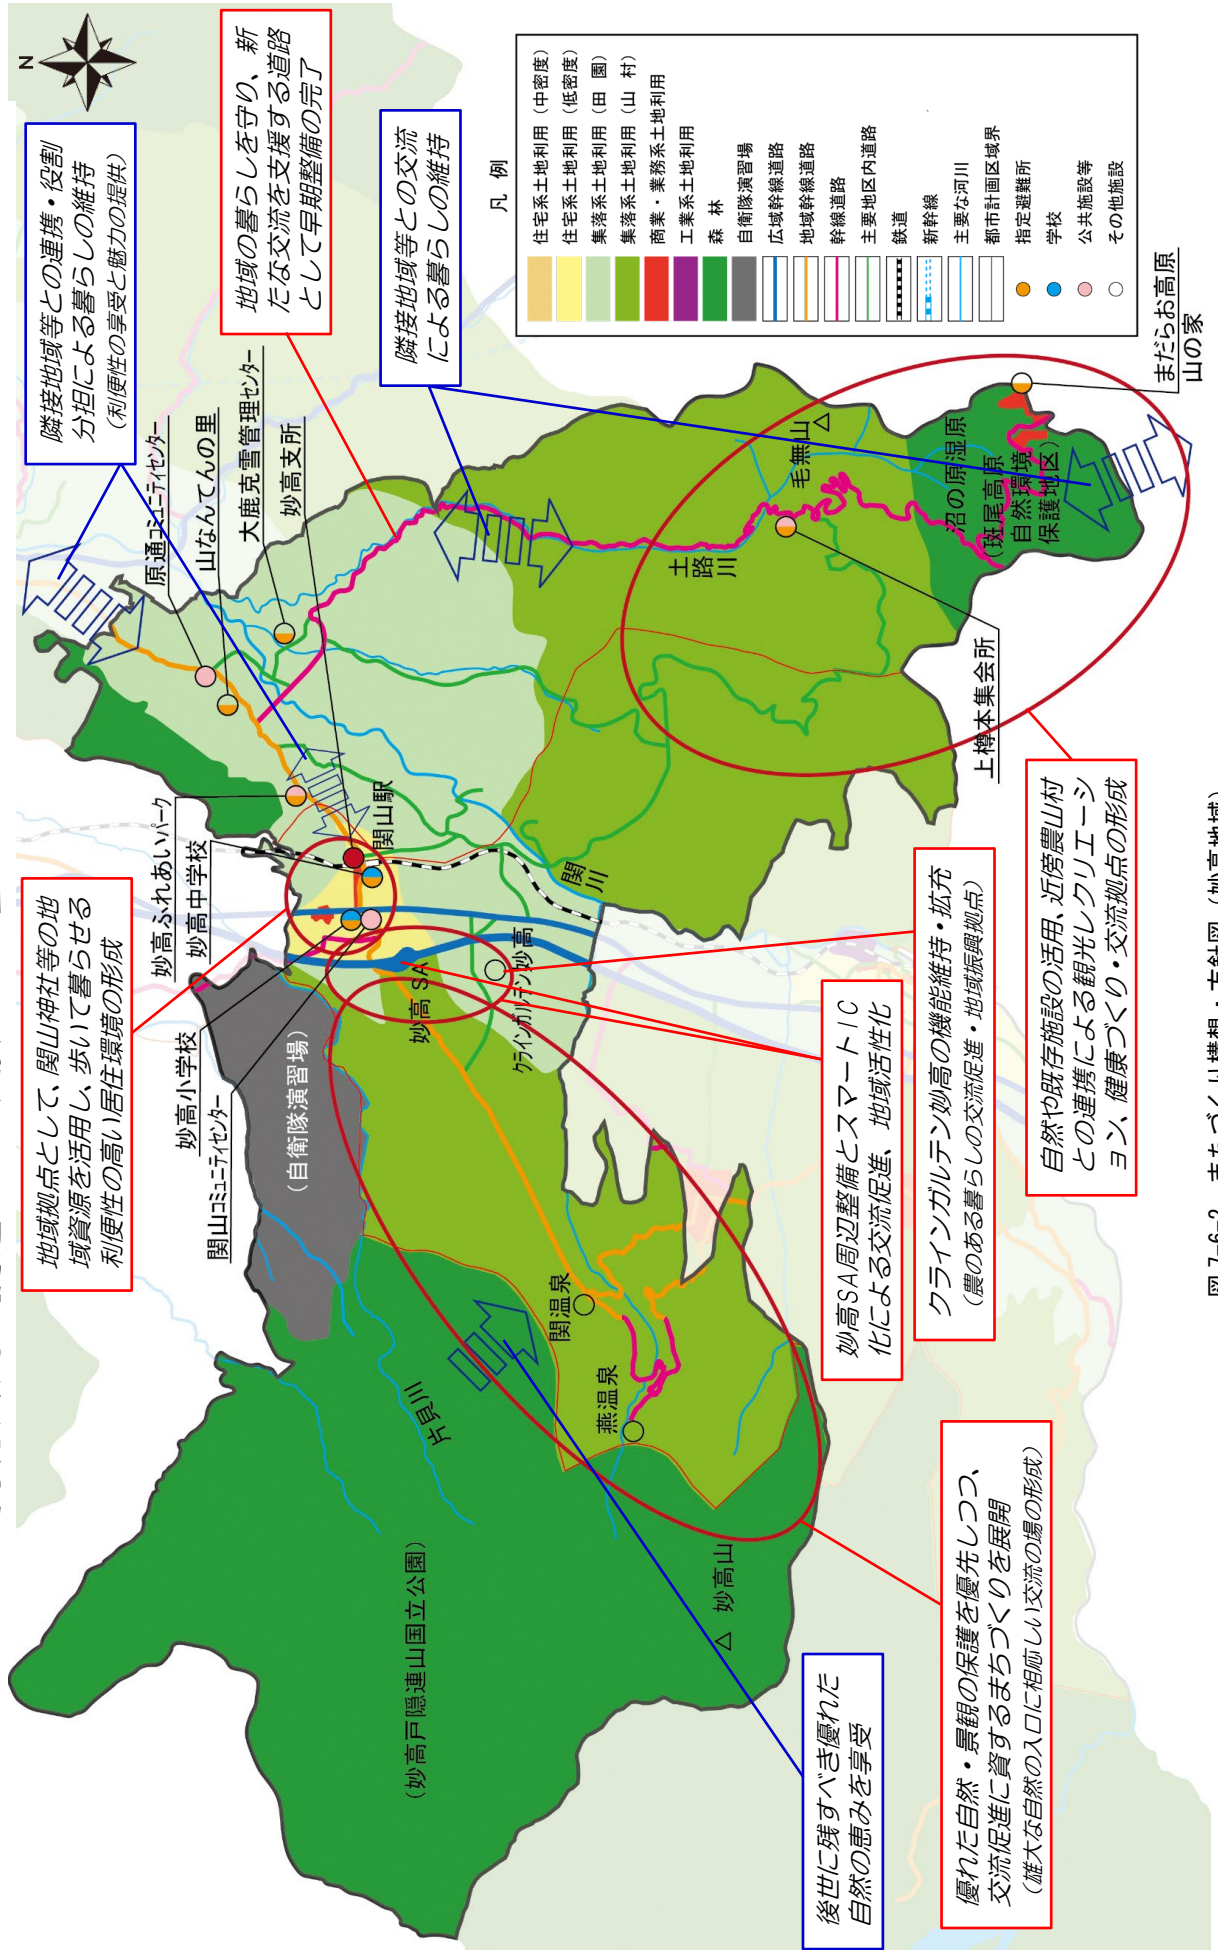 N
隣接地域等との連携・役割
分担による暮らしの維持
(利便性の享受と魅力の提供)
地域の暮らしを守り、新
たな交流を支援する道路
として早期整備の完了
隣接地域等との交流
による暮らしの維持
凡 例
住宅系土地利用(中密度)
住宅系土地利用(低密度)
集落系土地利用(田 園)
集落系土地利用(山 村)
商業・業務系土地利用
工業系土地利用
森 林
自衛隊演習場
広域幹線道路
地域幹線道路
幹線道路
主要地区内道路
鉄道
新幹線
主要な河川
都市計画区域界
指定避難所
学校
公共施設等
その他施設
原通コミュニティセンター
山なんてんの里
大鹿克雪管理センター
妙高支所
妙高ふれあいパーク
妙高中学校
妙高小学校
関山コミュニティセンター
関山駅
関川
土路川
毛無山
沼の原湿原
(斑尾高原
自然環境
保護地区)
まだらお高原
山の家
上樽本集会所
妙高 SA
クラインガルテン妙高
(自衛隊演習場)
関温泉
燕温泉
片貝川
妙高山
(妙高戸隠連山国立公園)
地域拠点として、関山神社等の地
域資源を活用し、歩いて暮らせる
利便性の高い居住環境の形成
妙高SA周辺整備とスマートIC
化による交流促進、地域活性化
クラインガルテン妙高の機能維持・拡充
(農のある暮らしの交流促進・地域振興拠点)
自然や既存施設の活用、近傍農山村
との連携による観光レクリエーシ
ョン、健康づくり・交流拠点の形成
後世に残すべき優れた
自然の恵みを享受
優れた自然・景観の保護を優先しつつ、
交流促進に資するまちづくりを展開
(雄大な自然の入口に相応しい交流の場の形成)
図 7-6-2 まちづくり構想・方針図(妙高地域)